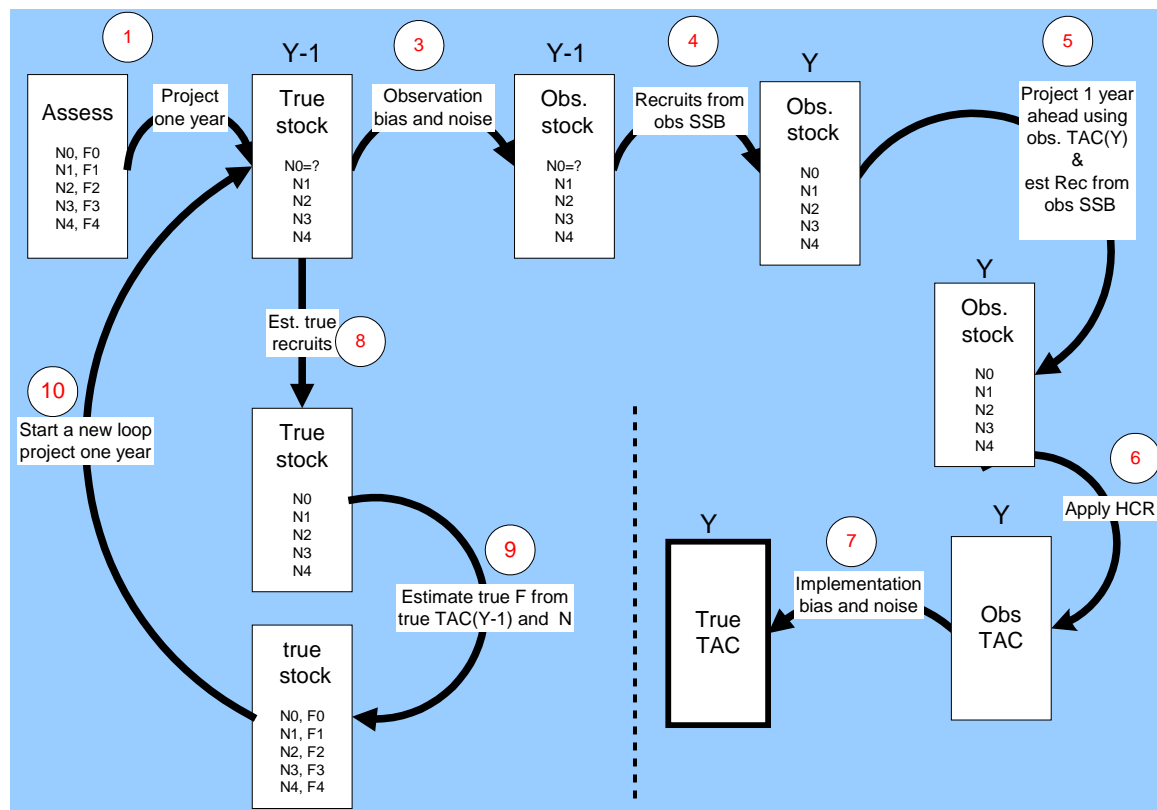 1
Assess
N0, F0
N1, F1
N2, F2
N3, F3
N4, F4
Project
one year
Y-1
True
stock
N0=?
N1
N2
N3
N4
3
Observation
bias and noise
Y-1
Obs.
stock
N0=?
N1
N2
N3
N4
4
Recruits from
obs SSB
Y
Obs.
stock
N0
N1
N2
N3
N4
5
Project 1 year
ahead using
obs. TAC(Y)
&
est Rec from
obs SSB
Y
Obs.
stock
N0
N1
N2
N3
N4
6
Apply HCR
Y
Obs
TAC
7
Implementation
bias and noise
Y
True
TAC
Est. true
recruits
8
True
stock
N0
N1
N2
N3
N4
9
Estimate true F from
true TAC(Y-1) and  N
true
stock
N0, F0
N1, F1
N2, F2
N3, F3
N4, F4
10
Start a new loop
project one year